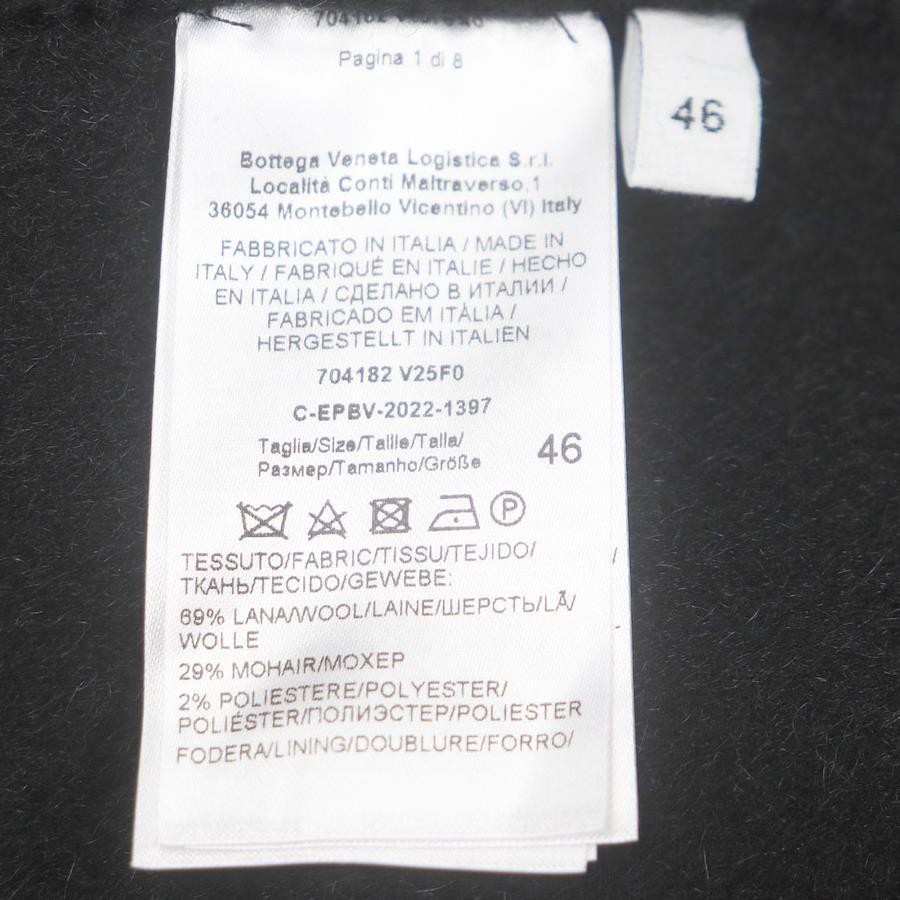 704182
Pagina 1 di 8
46
Bottega Veneta Logistica S.r.l.
Località Conti Maltraverso,1
36054 Montebello Vicentino (VI) Italy
FABBRICATO IN ITALIA / MADE IN
ITALY / FABRIQUÉ EN ITALIE / HECHO
EN ITALIA / СДЕЛАНО В ИТАЛИИ /
FABRICADO EM ITÁLIA /
HERGESTELLT IN ITALIEN
704182 V25F0
C-EPBV-2022-1397
Taglia/Size/Taille/Talla/
Размер/Tamanho/Größe
46
P
TESSUTO/FABRIC/TISSU/TEJIDO/
ТКАНЬ/TECIDO/GEWEBE:
69% LANA/WOOL/LAINE/ШЕРСТЬ/LÃ/
WOLLE
29% MOHAIR/МОХЕР
2% POLIESTERE/POLYESTER/
POLIÉSTER/ПОЛИЭСТЕР/POLIESTER
FODERA/LINING/DOUBLURE/FORRO/